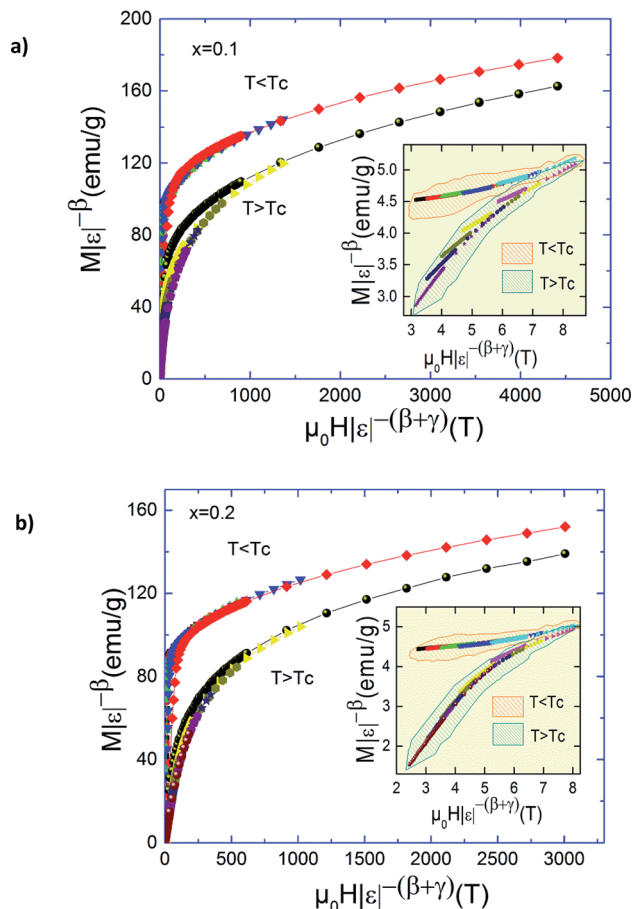 a)
x=0.1
T<Tc
T>Tc
M|ε|⁻ᵝ(emu/g)
200
160
120
80
40
0
0 1000 2000 3000 4000 5000
μ₀H|ε|⁻⁽ᵝ⁺ᵞ⁾(T)
M|ε|⁻ᵝ(emu/g)
5.0
4.5
4.0
3.5
3.0
T<Tc
T>Tc
3 4 5 6 7 8
μ₀H|ε|⁻⁽ᵝ⁺ᵞ⁾(T)
b)
x=0.2
T<Tc
T>Tc
M|ε|⁻ᵝ(emu/g)
160
120
80
40
0
0 500 1000 1500 2000 2500 3000
μ₀H|ε|⁻⁽ᵝ⁺ᵞ⁾(T)
M|ε|⁻ᵝ(emu/g)
5
4
3
2
T<Tc
T>Tc
2 3 4 5 6 7 8
μ₀H|ε|⁻⁽ᵝ⁺ᵞ⁾(T)